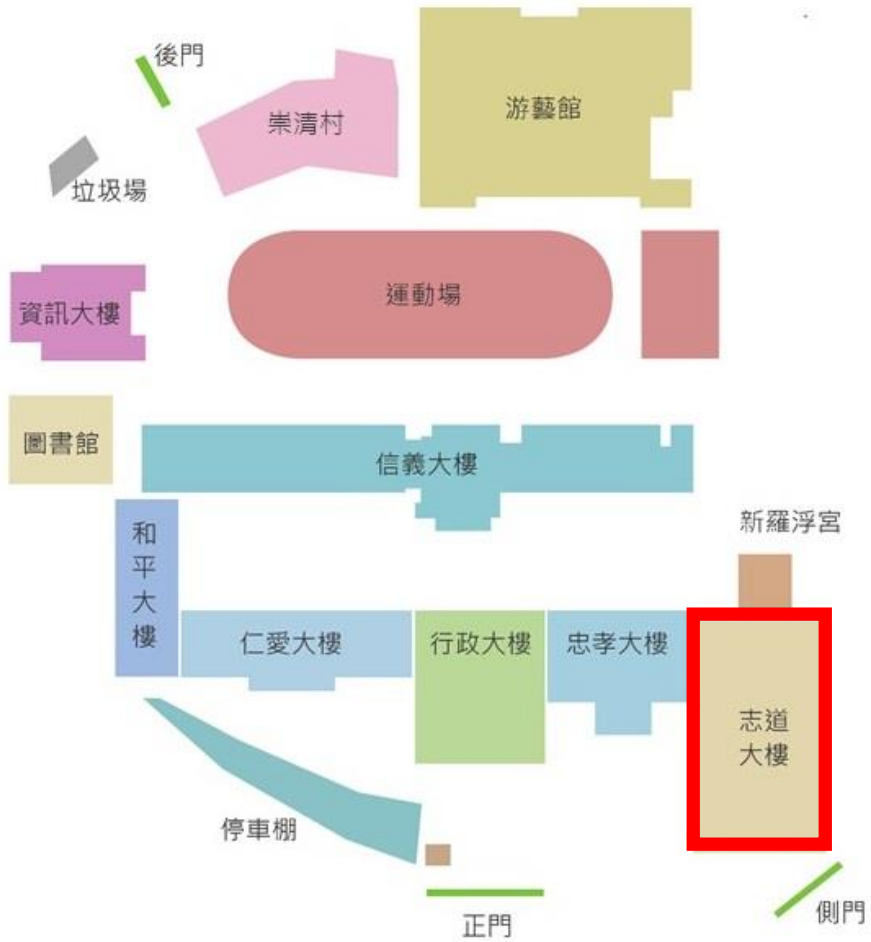 後門
崇清村
游藝館
垃圾場
資訊大樓
運動場
圖書館
信義大樓
新羅浮宮
和
平
大
樓
仁愛大樓
行政大樓
忠孝大樓
志道
大樓
停車棚
正門
側門